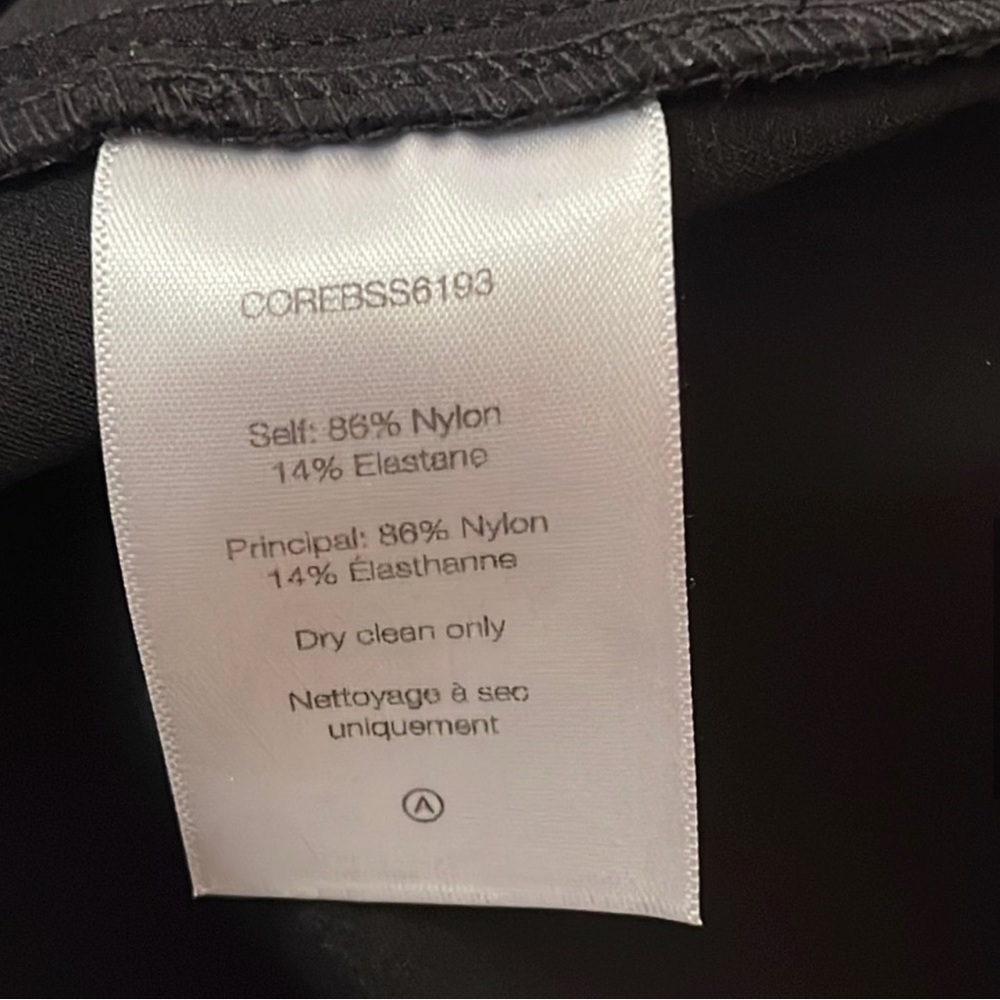 COREBSS6193
Self: 86% Nylon
14% Elastane
Principal: 86% Nylon
14% Élasthanne
Dry clean only
Nettoyage à sec
uniquement
A